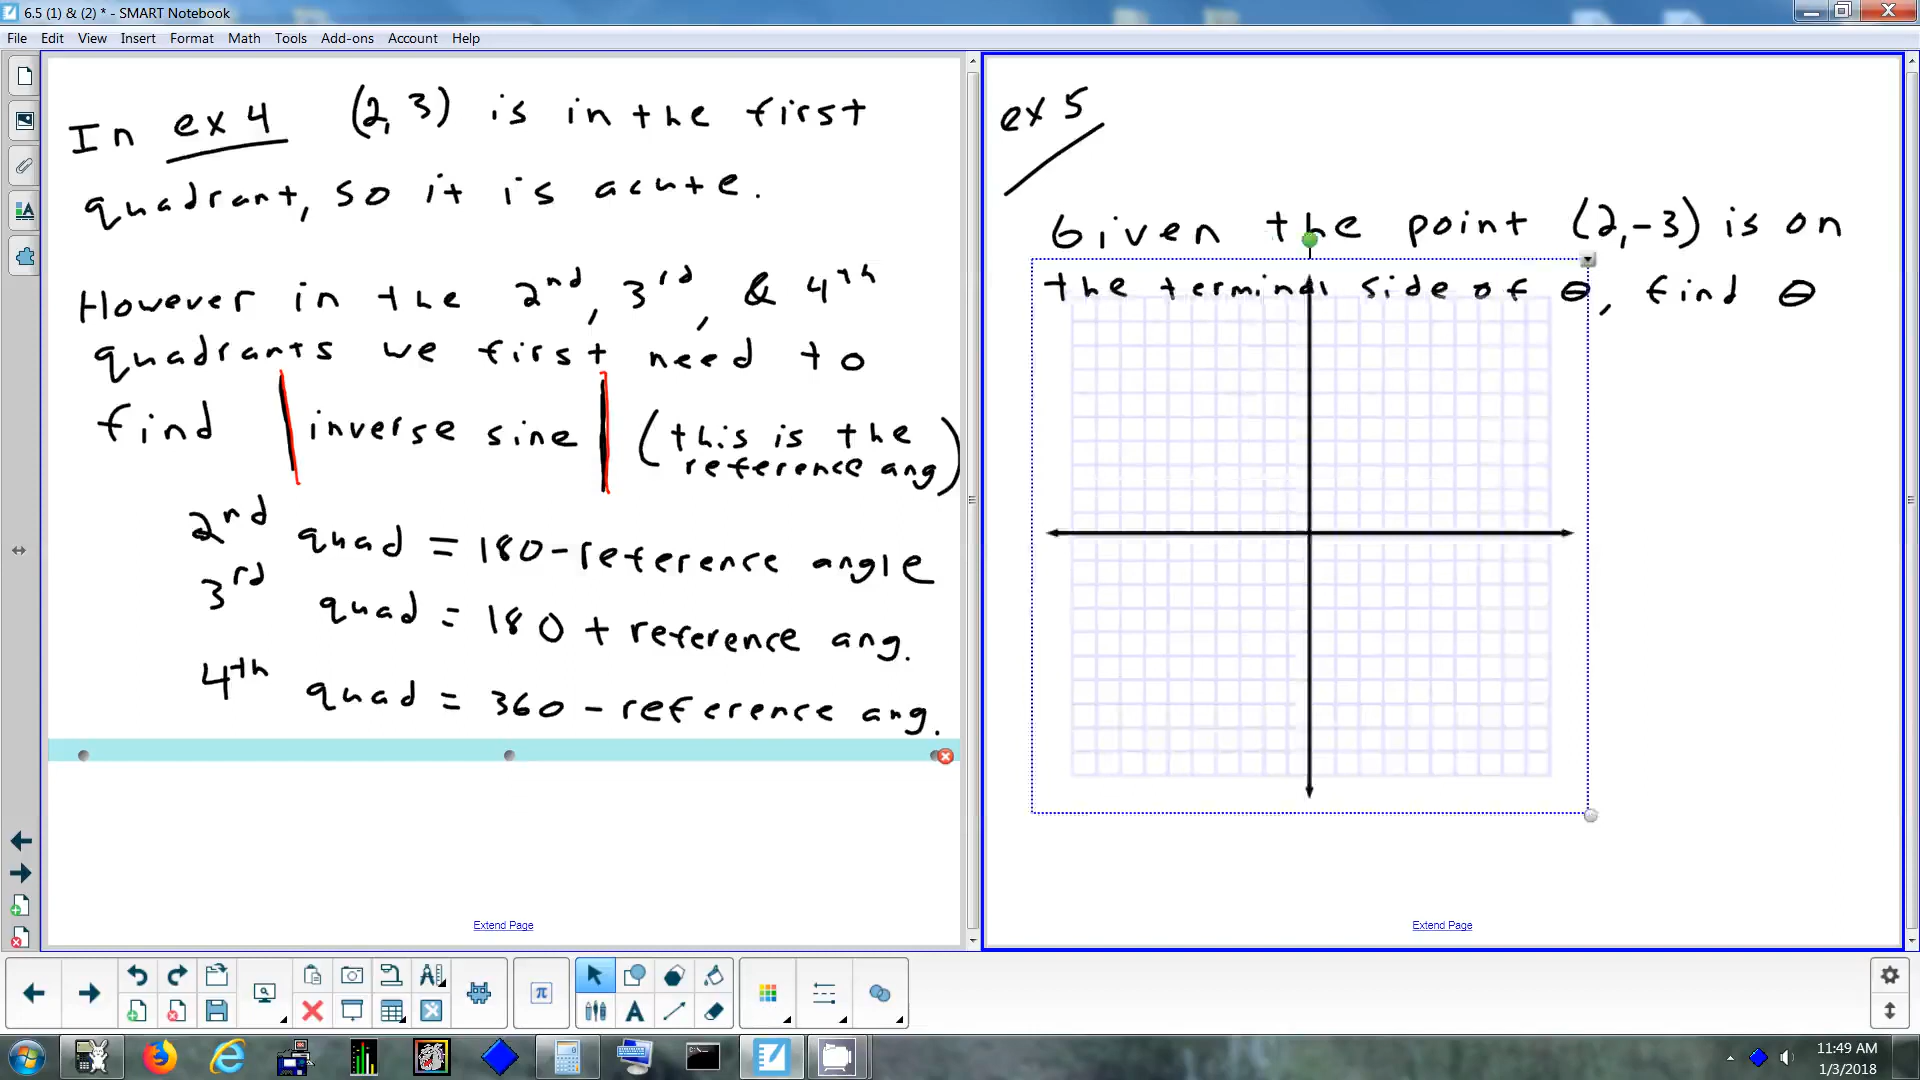 6.5 (1) & (2) * - SMART Notebook
File Edit View Insert Format Math Tools Add-ons Account Help
In ex 4 (2, 3) is in the first
quadrant, so it is acute.
However in the 2nd, 3rd, & 4th
quadrants we first need to
find | inverse sine | (this is the
reference ang)
2nd quad = 180 - reference angle
3rd quad = 180 + reference ang.
4th quad = 360 - reference ang.
Extend Page
ex 5
Given the point (2, -3) is on
the terminal side of θ, find θ
Extend Page
11:49 AM
1/3/2018